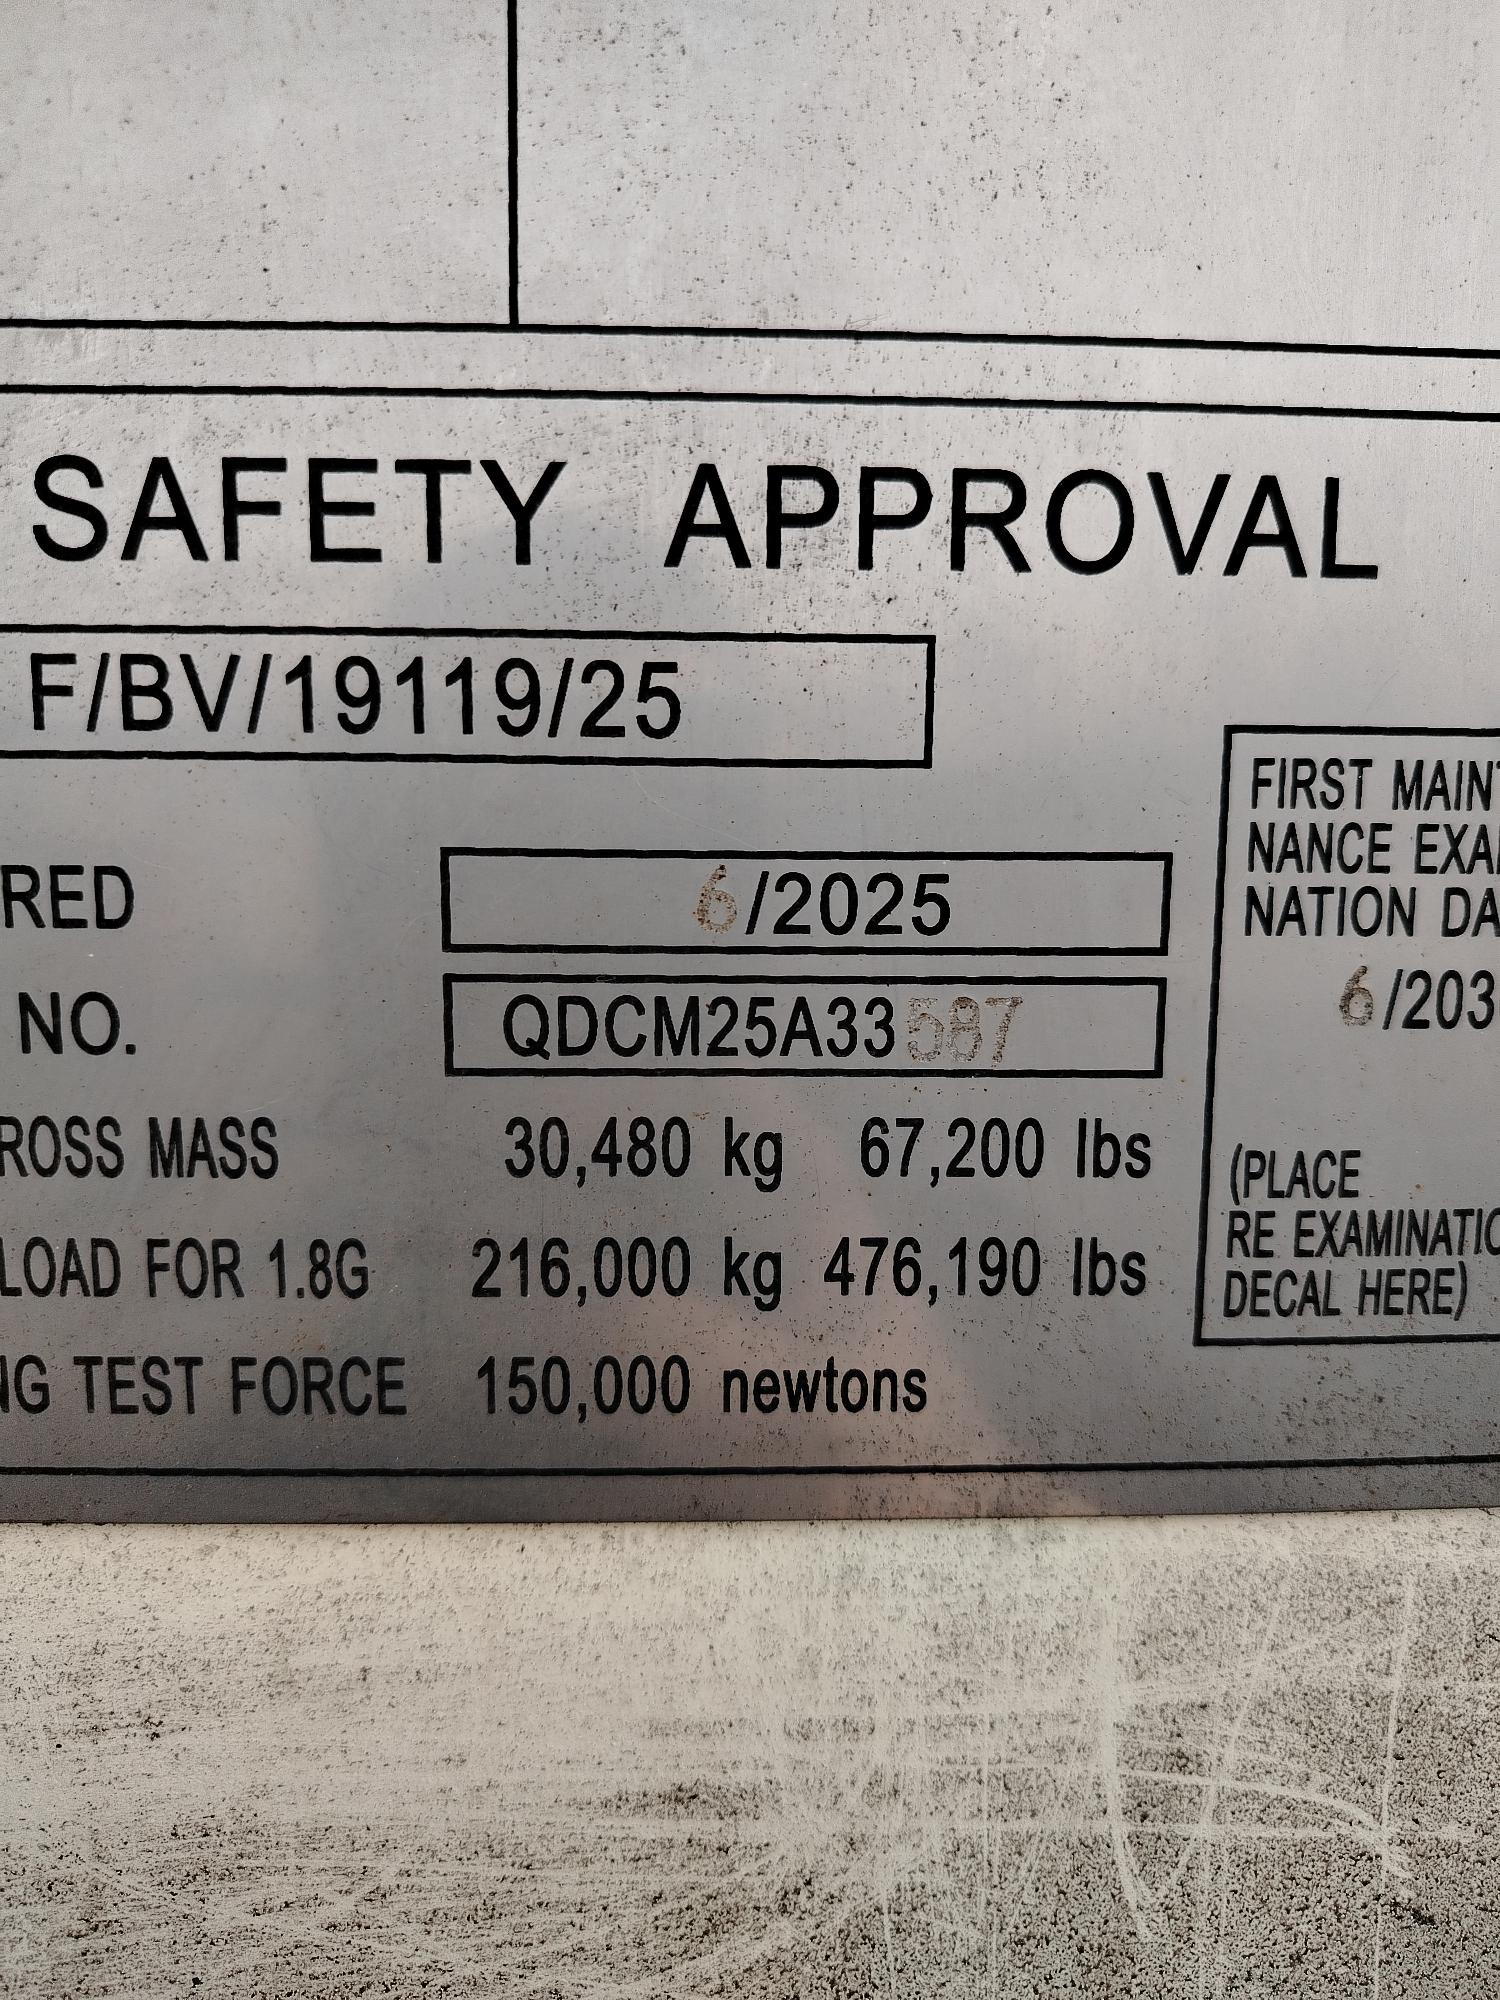 SAFETY APPROVAL
F/BV/19119/25
RED 6/2025
NO. QDCM25A33587
ROSS MASS 30,480 kg 67,200 lbs
LOAD FOR 1.8G 216,000 kg 476,190 lbs
NG TEST FORCE 150,000 newtons
FIRST MAINT
NANCE EXAM
NATION DA
6/203
(PLACE
RE EXAMINATIO
DECAL HERE)